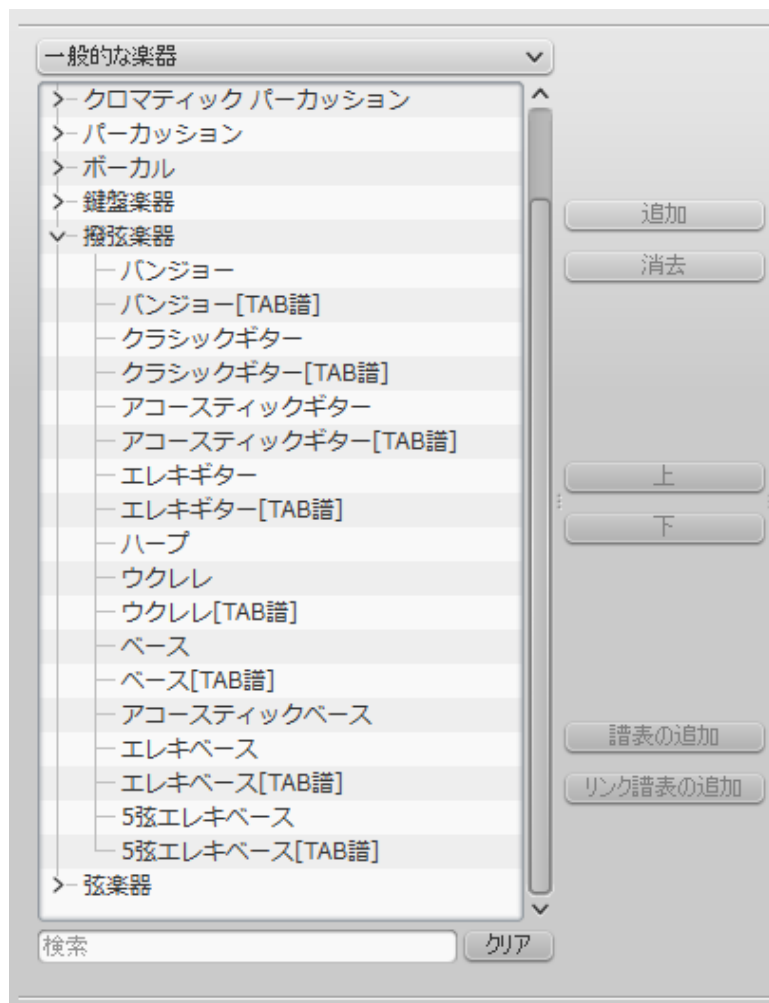 一般的な楽器
クロマティック パーカッション
パーカッション
ボーカル
鍵盤楽器
撥弦楽器
バンジョー
バンジョー[TAB譜]
クラシックギター
クラシックギター[TAB譜]
アコースティックギター
アコースティックギター[TAB譜]
エレキギター
エレキギター[TAB譜]
ハープ
ウクレレ
ウクレレ[TAB譜]
ベース
ベース[TAB譜]
アコースティックベース
エレキベース
エレキベース[TAB譜]
5弦エレキベース
5弦エレキベース[TAB譜]
弦楽器
検索
クリア
追加
消去
上
下
譜表の追加
リンク譜表の追加